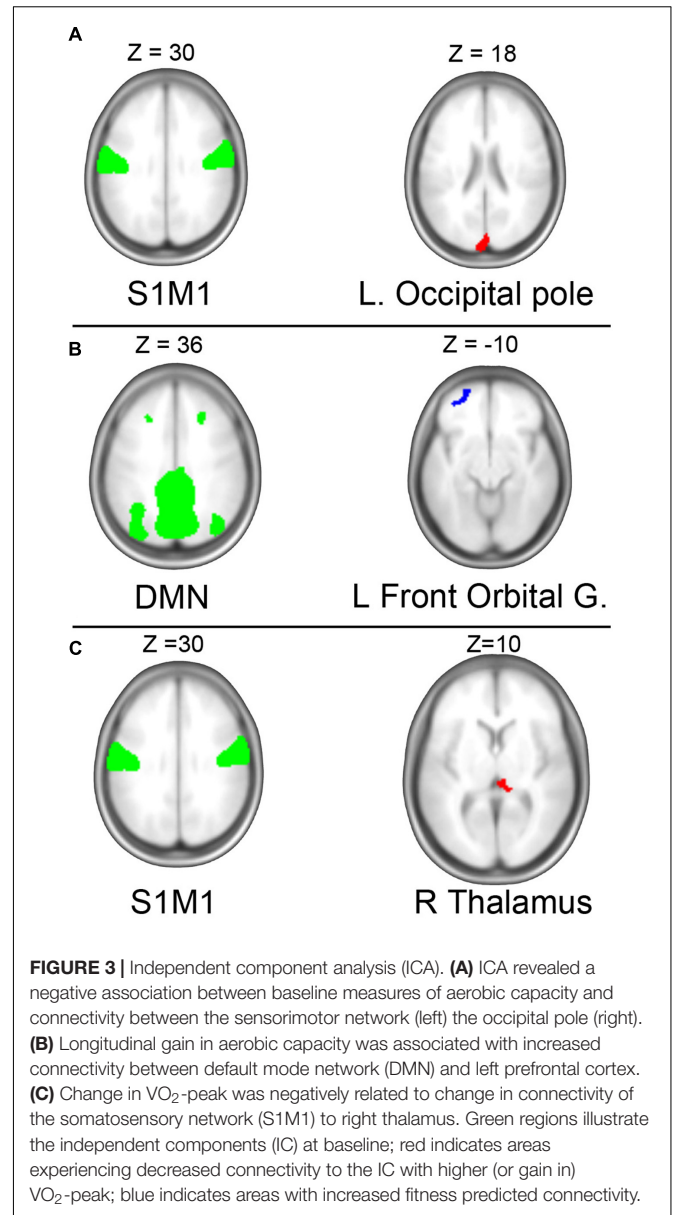 A
Z = 30
Z = 18
S1M1
L. Occipital pole
B
Z = 36
Z = -10
DMN
L Front Orbital G.
C
Z =30
Z=10
S1M1
R Thalamus
FIGURE 3 | Independent component analysis (ICA). (A) ICA revealed a
negative association between baseline measures of aerobic capacity and
connectivity between the sensorimotor network (left) the occipital pole (right).
(B) Longitudinal gain in aerobic capacity was associated with increased
connectivity between default mode network (DMN) and left prefrontal cortex.
(C) Change in VO₂-peak was negatively related to change in connectivity of
the somatosensory network (S1M1) to right thalamus. Green regions illustrate
the independent components (IC) at baseline; red indicates areas
experiencing decreased connectivity to the IC with higher (or gain in)
VO₂-peak; blue indicates areas with increased fitness predicted connectivity.